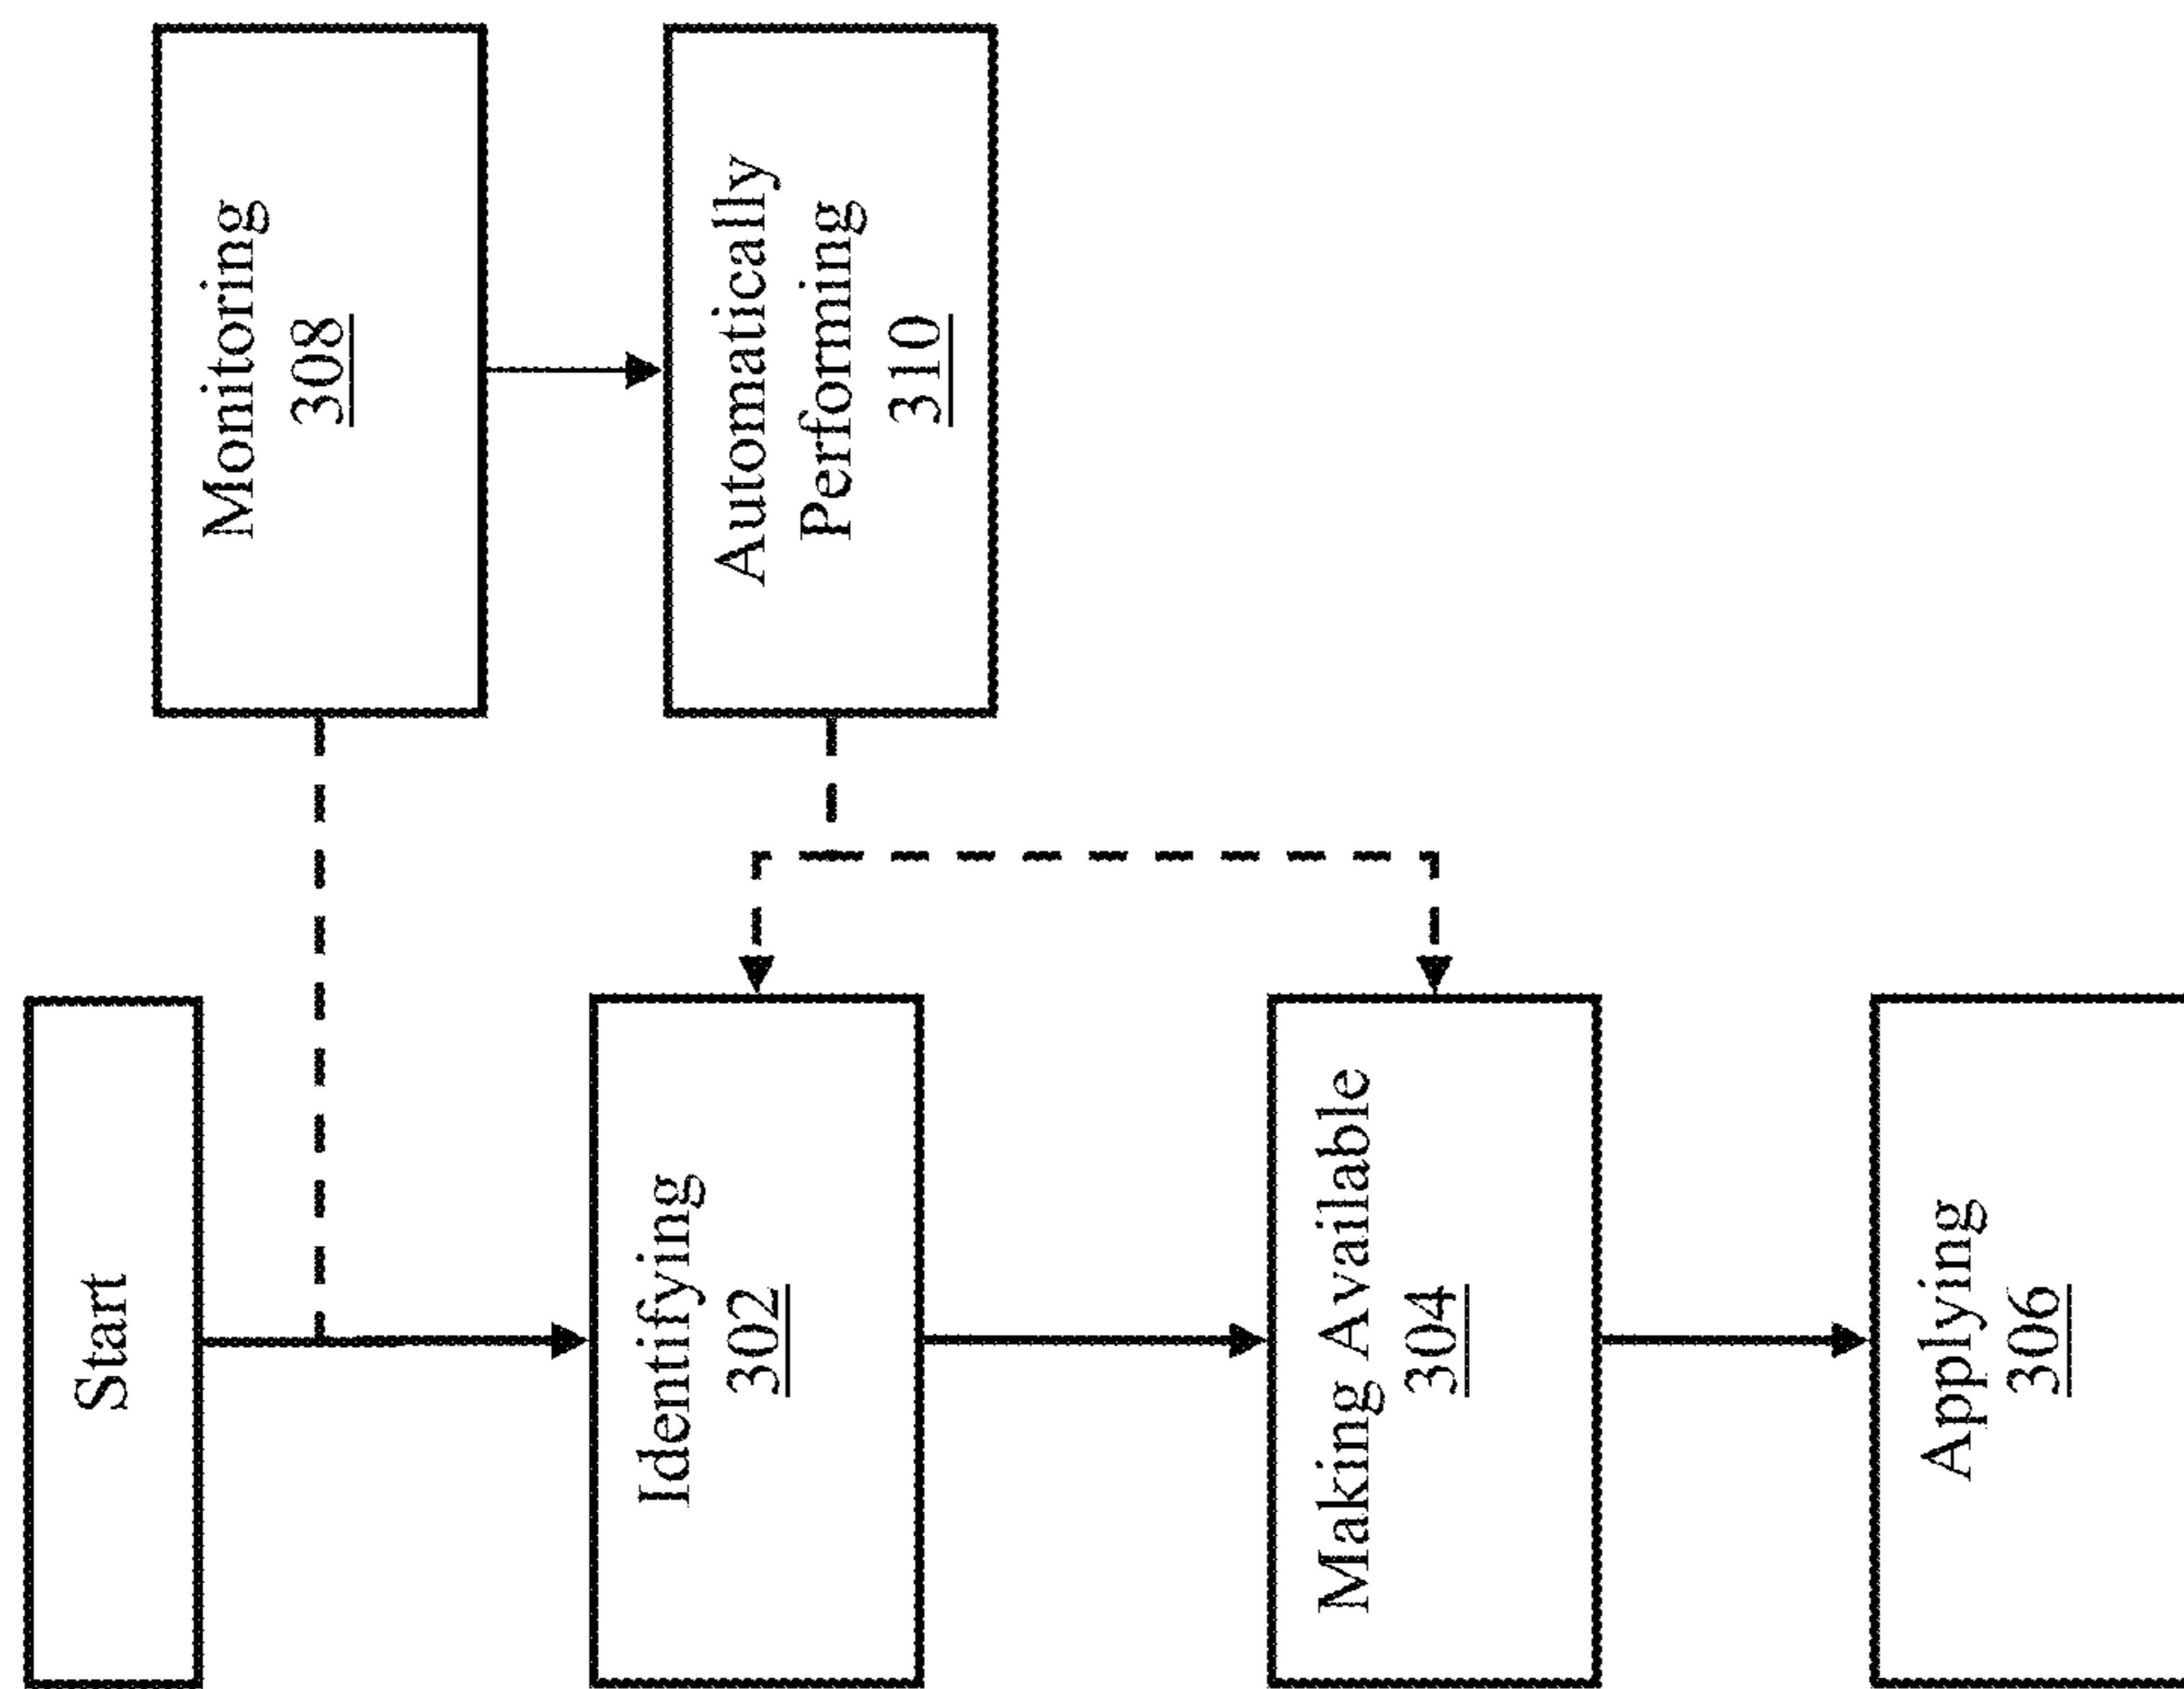 Start
Identifying
302
Making Available
304
Applying
306
Monitoring
308
Automatically
Performing
310